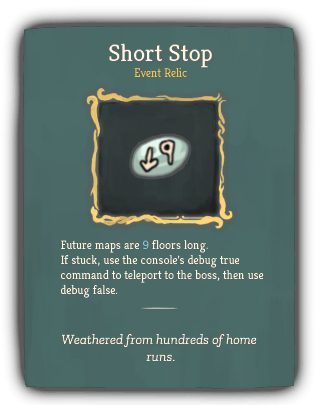 Short Stop
Event Relic
↓9
Future maps are 9 floors long.
If stuck, use the console's debug true
command to teleport to the boss, then use
debug false.
Weathered from hundreds of home
runs.